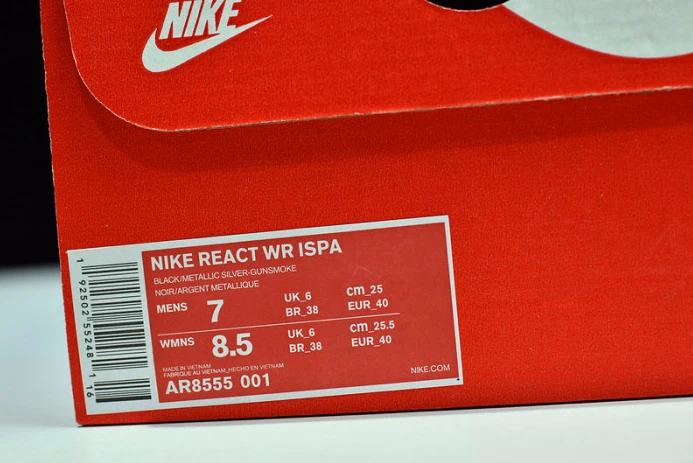 NIKE
NIKE REACT WR ISPA
BLACK/METALLIC SILVER-GUNSMOKE
NOIR/ARGENT METALLIQUE
MENS 7 UK_6 cm_25
BR_38 EUR_40
WMNS 8.5 UK_6 cm_25.5
BR_38 EUR_40
MADE IN VIETNAM
FABRIQUE AU VIETNAM_HECHO EN VIETNAM
AR8555 001
NIKE.COM
1 92502 55248 1 16